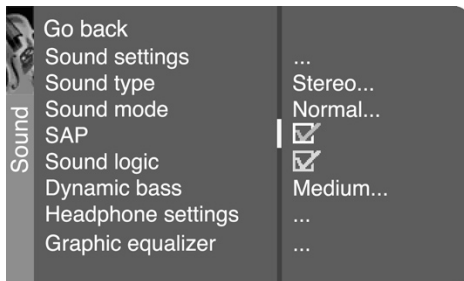 Sound
Go back
Sound settings ...
Sound type Stereo...
Sound mode Normal...
SAP
Sound logic
Dynamic bass Medium...
Headphone settings ...
Graphic equalizer ...